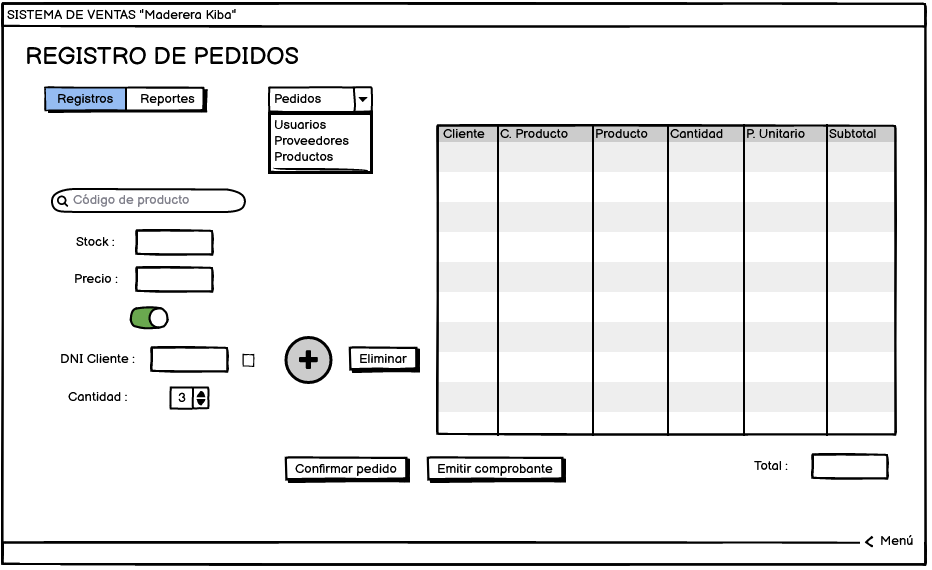 SISTEMA DE VENTAS "Maderera Kiba"
REGISTRO DE PEDIDOS
Registros Reportes
Pedidos
Usuarios
Proveedores
Productos
Cliente C. Producto Producto Cantidad P. Unitario Subtotal
Código de producto
Stock :
Precio :
DNI Cliente :
Eliminar
Cantidad : 3
Confirmar pedido Emitir comprobante
Total :
< Menú